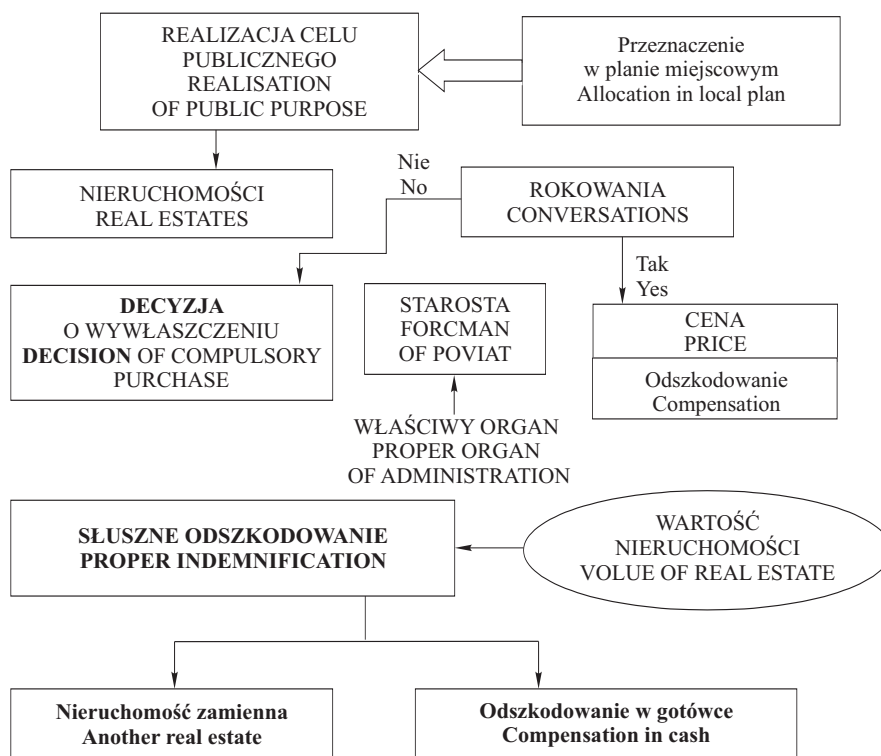 REALIZACJA CELU
PUBLICZNEGO
REALISATION
OF PUBLIC PURPOSE
Przeznaczenie
w planie miejscowym
Allocation in local plan
NIERUCHOMOŚCI
REAL ESTATES
Nie
No
ROKOWANIA
CONVERSATIONS
Tak
Yes
DECYZJA
O WYWŁASZCZENIU
DECISION OF COMPULSORY
PURCHASE
STAROSTA
FORCMAN
OF POVIAT
CENA
PRICE
Odszkodowanie
Compensation
WŁAŚCIWY ORGAN
PROPER ORGAN
OF ADMINISTRATION
SŁUSZNE ODSZKODOWANIE
PROPER INDEMNIFICATION
WARTOŚĆ
NIERUCHOMOŚCI
VOLUE OF REAL ESTATE
Nieruchomość zamienna
Another real estate
Odszkodowanie w gotówce
Compensation in cash